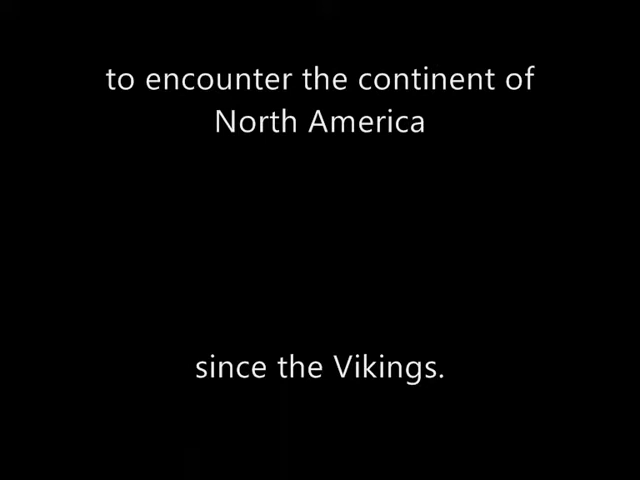 to encounter the continent of
North America
since the Vikings.